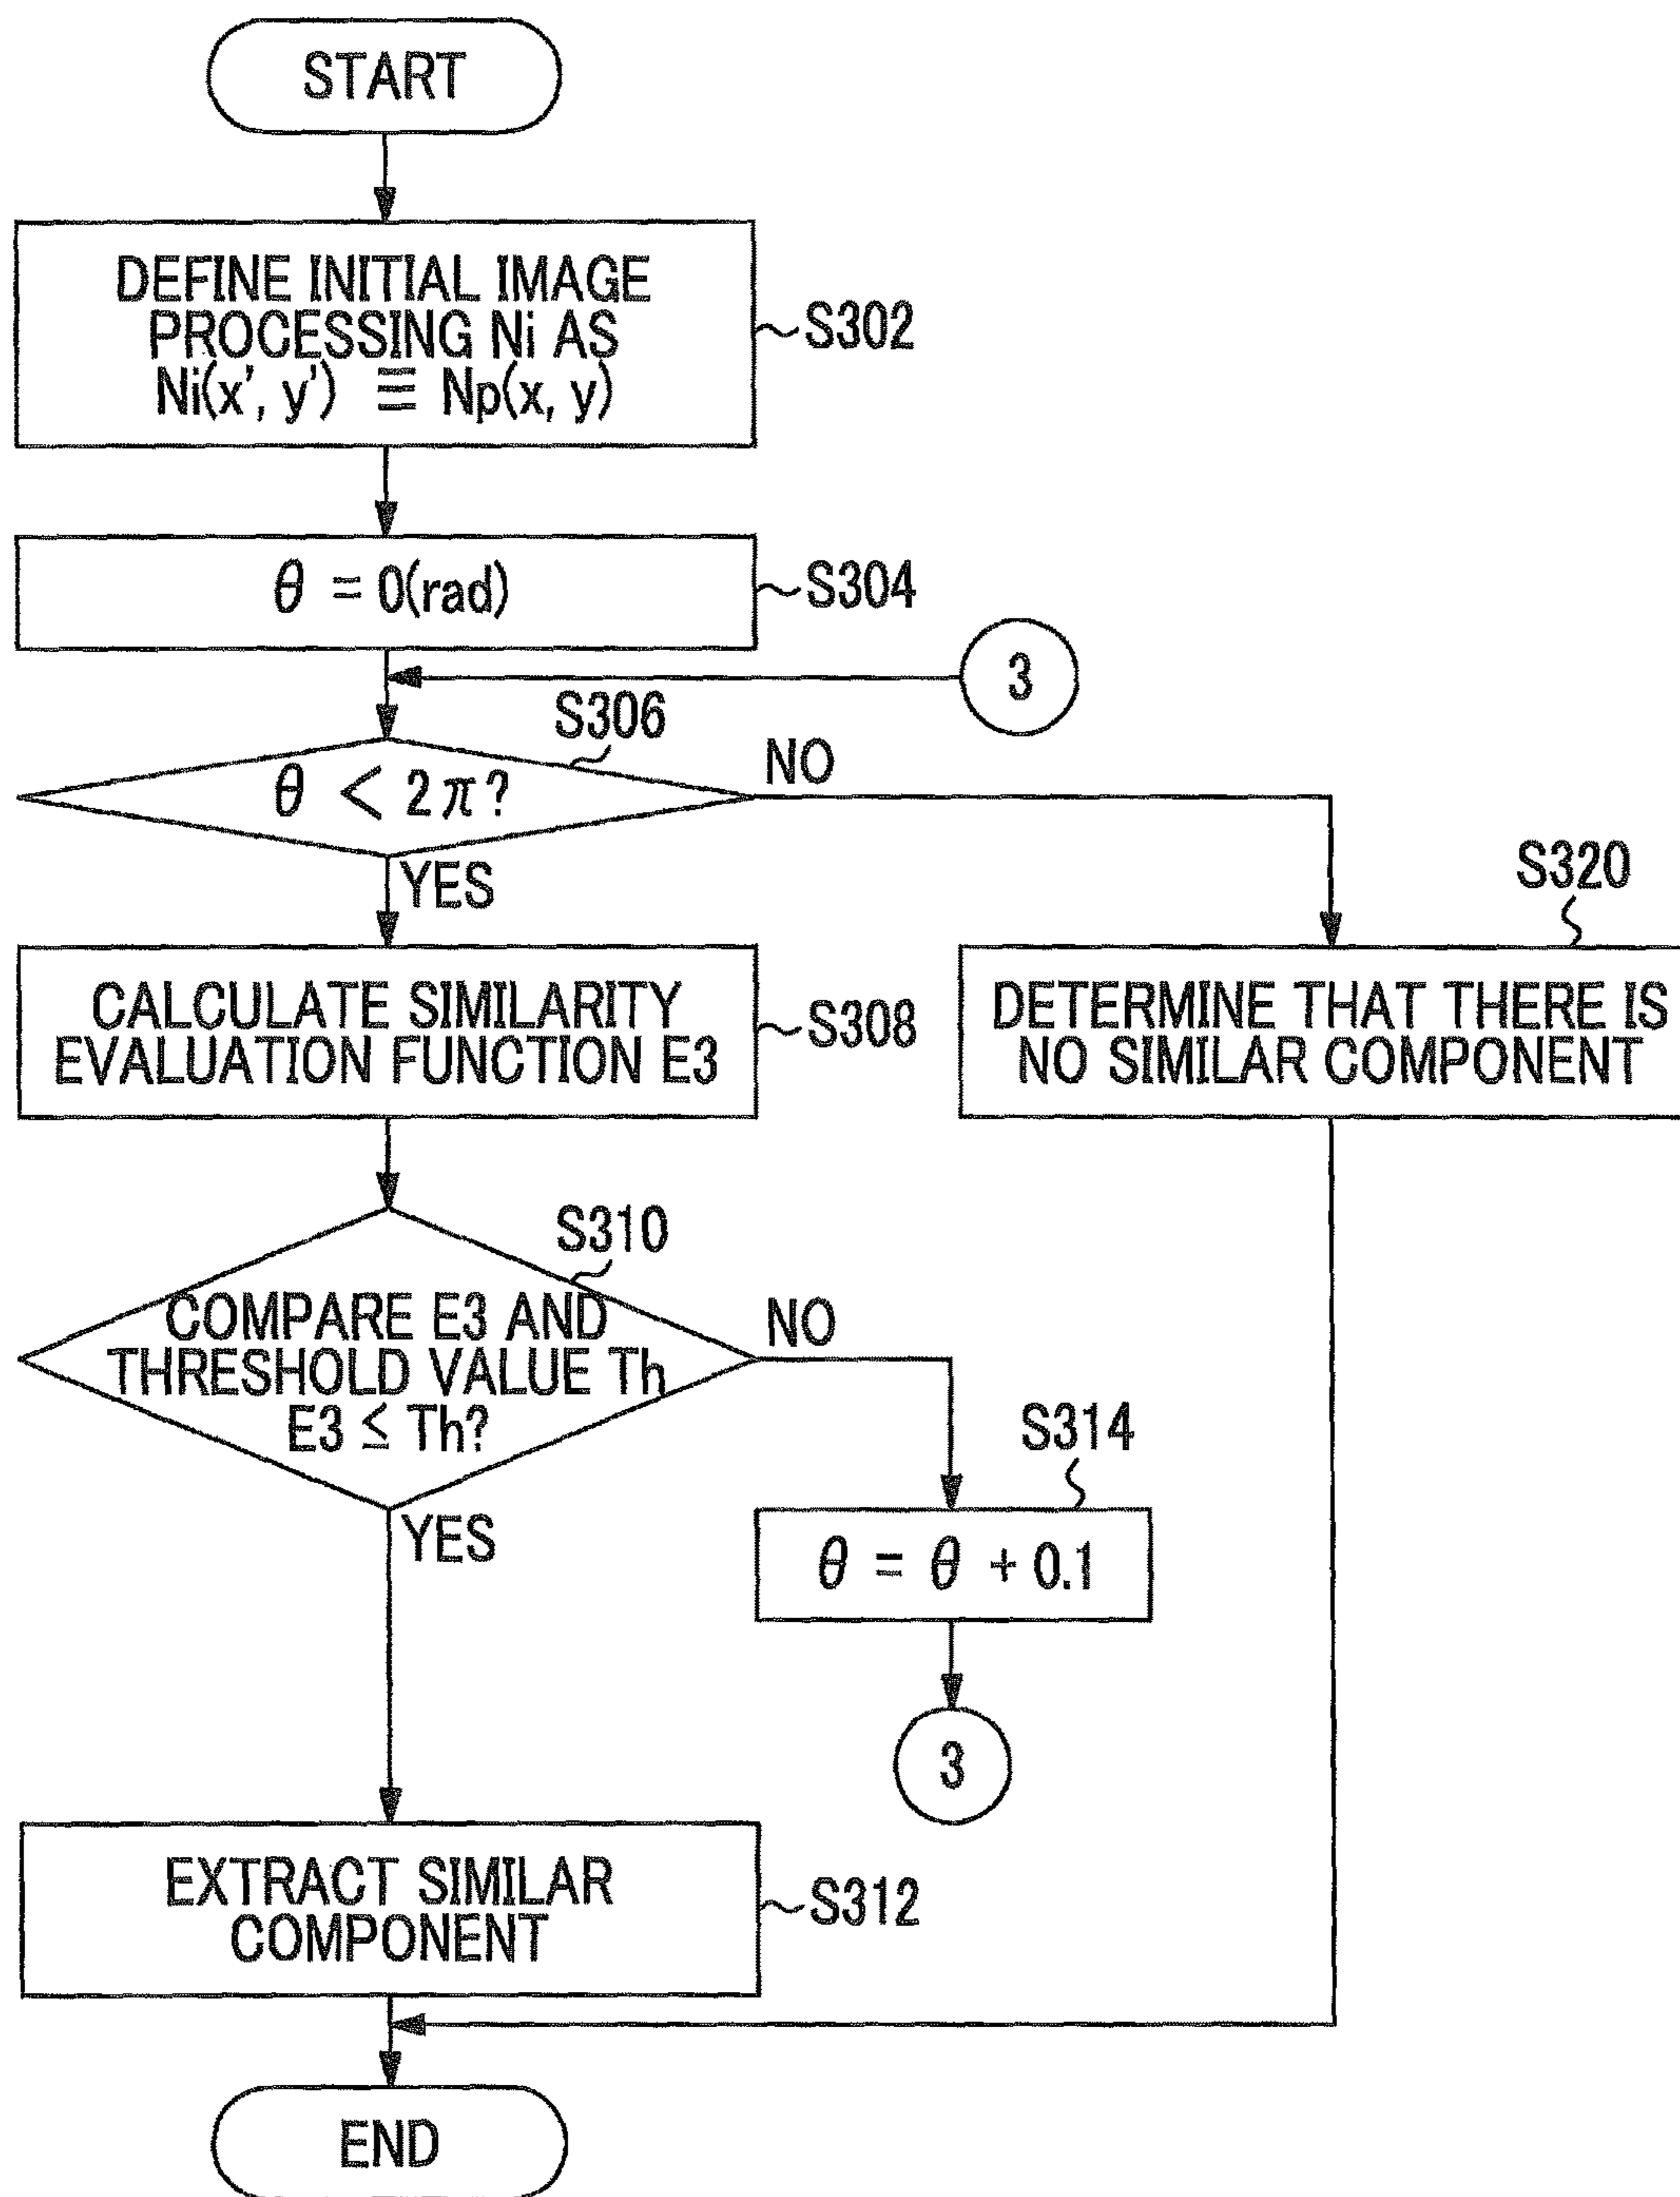 START
DEFINE INITIAL IMAGE
PROCESSING Ni AS
Ni(x', y') ≡ Np(x, y)
S302
θ = 0(rad)
S304
3
S306
θ < 2π?
NO
YES
S320
CALCULATE SIMILARITY
EVALUATION FUNCTION E3
S308
DETERMINE THAT THERE IS
NO SIMILAR COMPONENT
S310
COMPARE E3 AND
THRESHOLD VALUE Th
E3 ≦ Th?
NO
YES
S314
θ = θ + 0.1
3
EXTRACT SIMILAR
COMPONENT
S312
END